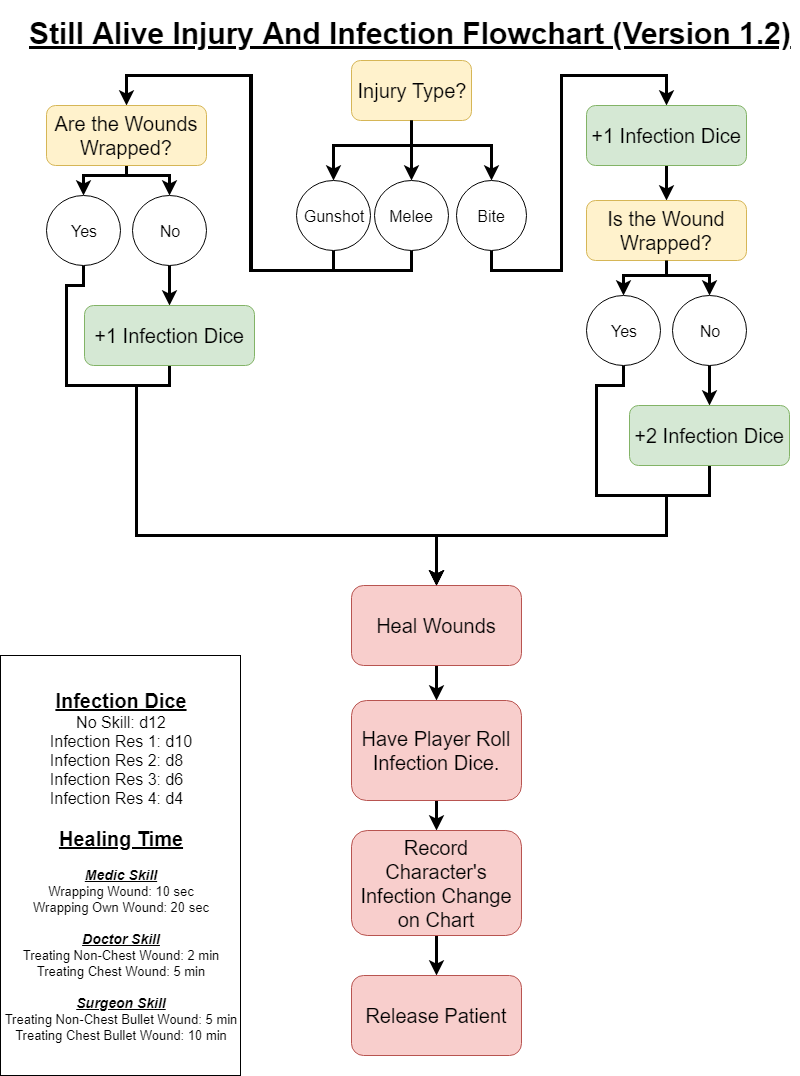 Still Alive Injury And Infection Flowchart (Version 1.2)
Injury Type?
Gunshot
Melee
Bite
Are the Wounds
Wrapped?
Yes
No
+1 Infection Dice
+1 Infection Dice
Is the Wound
Wrapped?
Yes
No
+2 Infection Dice
Heal Wounds
Have Player Roll
Infection Dice.
Record
Character's
Infection Change
on Chart
Release Patient
Infection Dice
No Skill: d12
Infection Res 1: d10
Infection Res 2: d8
Infection Res 3: d6
Infection Res 4: d4
Healing Time
Medic Skill
Wrapping Wound: 10 sec
Wrapping Own Wound: 20 sec
Doctor Skill
Treating Non-Chest Wound: 2 min
Treating Chest Wound: 5 min
Surgeon Skill
Treating Non-Chest Bullet Wound: 5 min
Treating Chest Bullet Wound: 10 min